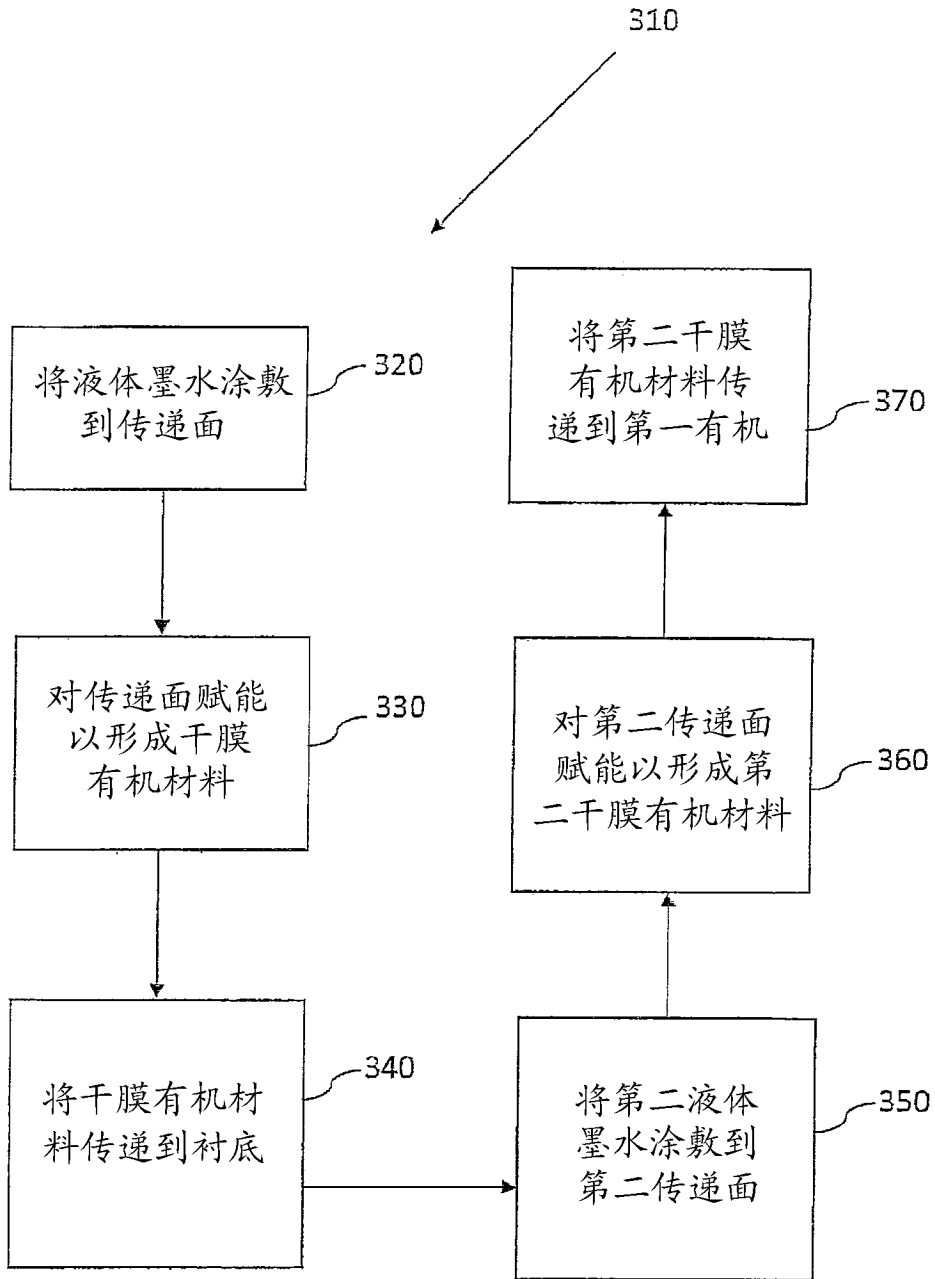 310
将液体墨水涂敷
到传递面
320
对传递面赋能
以形成干膜
有机材料
330
将干膜有机材
料传递到衬底
340
将第二液体
墨水涂敷到
第二传递面
350
对第二传递面
赋能以形成第
二干膜有机材料
360
将第二干膜
有机材料传
递到第一有机
370